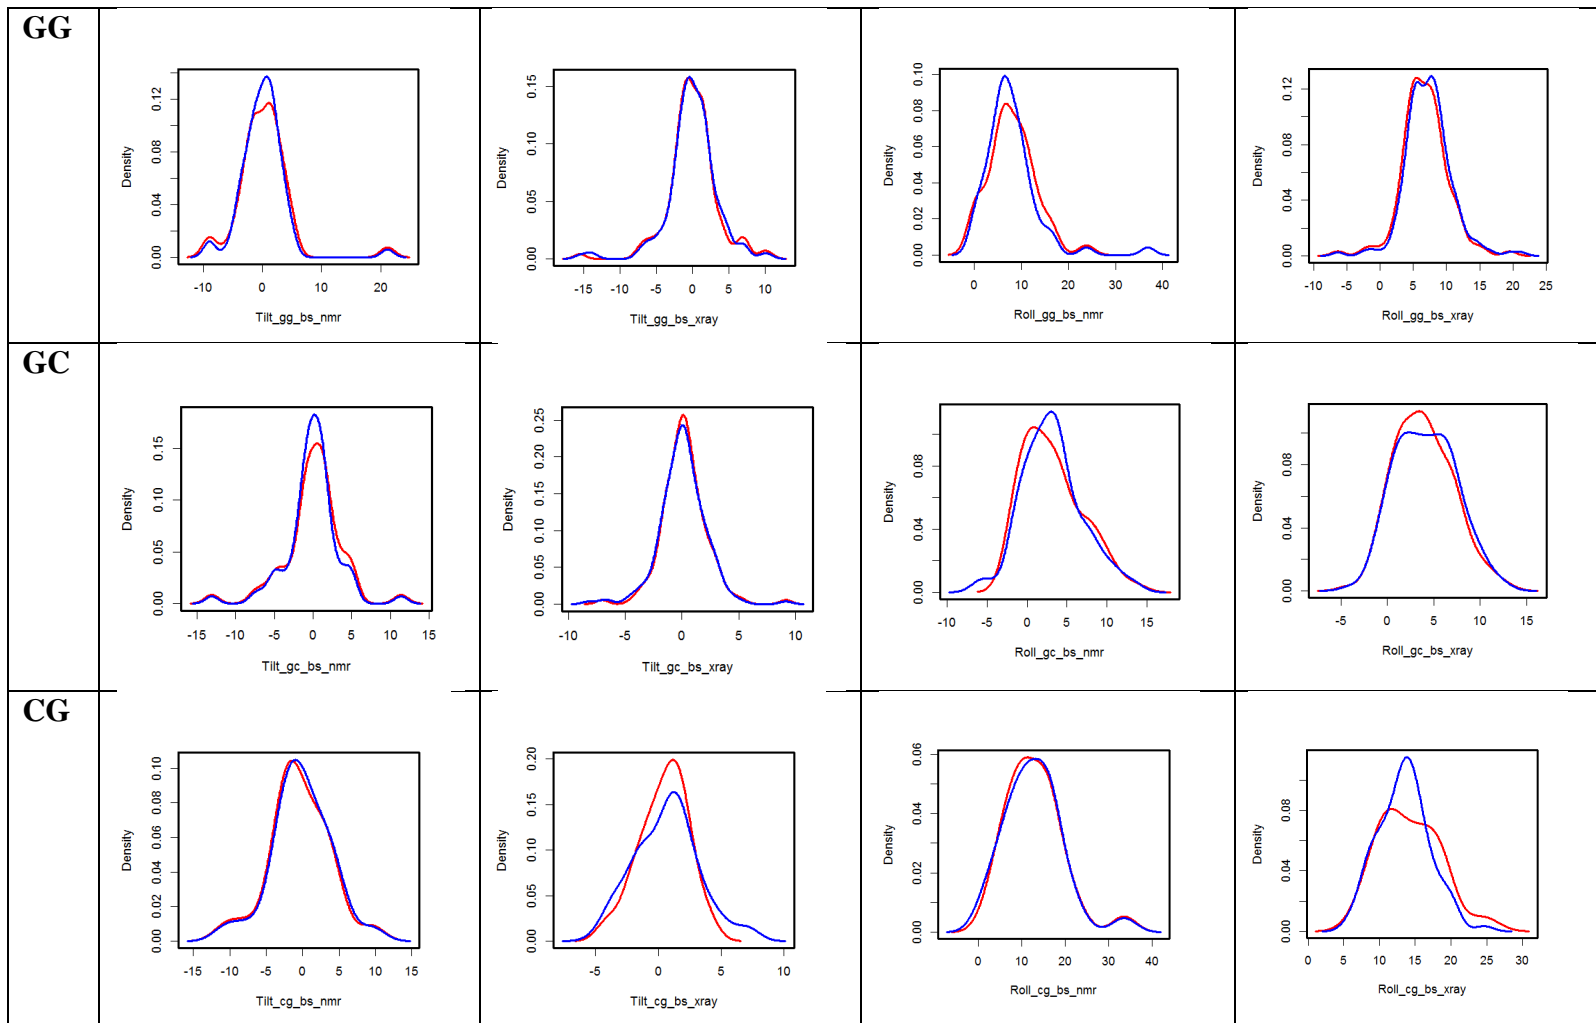 GG
Density
0.00 0.04 0.08 0.12
-10 0 10 20
Tilt_gg_bs_nmr
Density
0.00 0.05 0.10 0.15
-15 -10 -5 0 5 10
Tilt_gg_bs_xray
Density
0.00 0.02 0.04 0.06 0.08 0.10
0 10 20 30 40
Roll_gg_bs_nmr
Density
0.00 0.04 0.08 0.12
-10 -5 0 5 10 15 20 25
Roll_gg_bs_xray
GC
Density
0.00 0.05 0.10 0.15
-15 -10 -5 0 5 10 15
Tilt_gc_bs_nmr
Density
0.00 0.05 0.10 0.15 0.20 0.25
-10 -5 0 5 10
Tilt_gc_bs_xray
Density
0.00 0.04 0.08
-10 -5 0 5 10 15
Roll_gc_bs_nmr
Density
0.00 0.04 0.08
-5 0 5 10 15
Roll_gc_bs_xray
CG
Density
0.00 0.02 0.04 0.06 0.08 0.10
-15 -10 -5 0 5 10 15
Tilt_cg_bs_nmr
Density
0.00 0.05 0.10 0.15 0.20
-5 0 5 10
Tilt_cg_bs_xray
Density
0.00 0.02 0.04 0.06
0 10 20 30 40
Roll_cg_bs_nmr
Density
0.00 0.04 0.08
0 5 10 15 20 25 30
Roll_cg_bs_xray